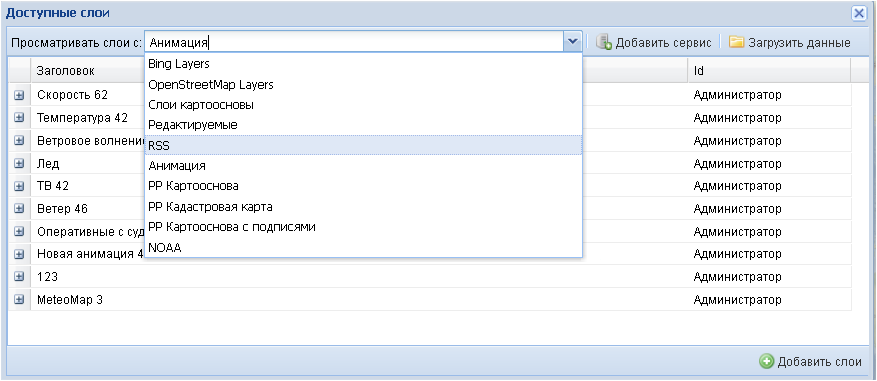 Доступные слои
Просматривать слои с: Анимация Добавить сервис Загрузить данные
Заголовок Id
Bing Layers
OpenStreetMap Layers
Слои картоосновы
Редактируемые
RSS
Анимация
РР Картооснова
РР Кадастровая карта
РР Картооснова с подписями
NOAA
Скорость 62 Администратор
Температура 42 Администратор
Ветровое волнени Администратор
Лед Администратор
ТВ 42 Администратор
Ветер 46 Администратор
Оперативные с суд Администратор
Новая анимация 4 Администратор
123 Администратор
MeteoMap 3 Администратор
Добавить слои